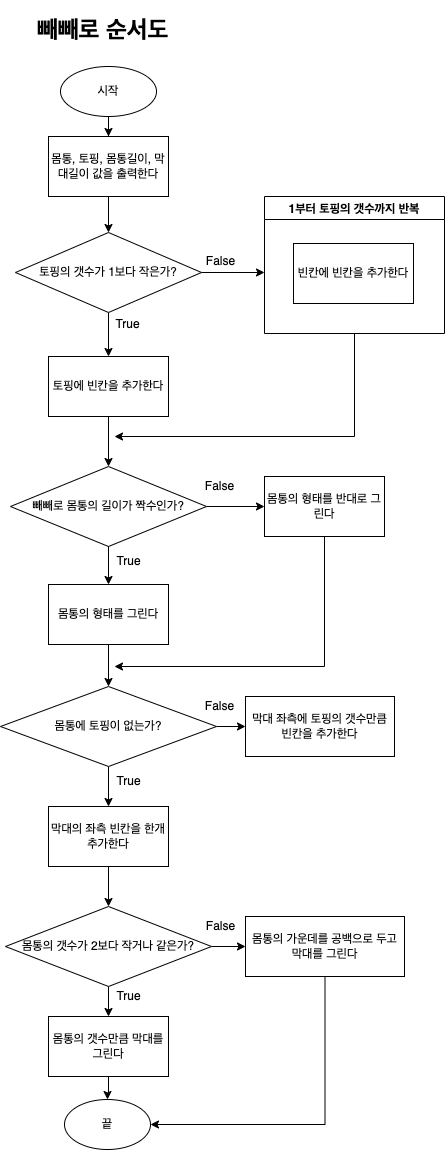 빼빼로 순서도
시작
몸통, 토핑, 몸통길이, 막
대길이 값을 출력한다
1부터 토핑의 갯수까지 반복
토핑의 갯수가 1보다 작은가?
False
빈칸에 빈칸을 추가한다
True
토핑에 빈칸을 추가한다
빼빼로 몸통의 길이가 짝수인가?
False
몸통의 형태를 반대로 그
린다
True
몸통의 형태를 그린다
몸통에 토핑이 없는가?
False
막대 좌측에 토핑의 갯수만큼
빈칸을 추가한다
True
막대의 좌측 빈칸을 한개
추가한다
몸통의 갯수가 2보다 작거나 같은가?
False
몸통의 가운데를 공백으로 두고
막대를 그린다
True
몸통의 갯수만큼 막대를
그린다
끝